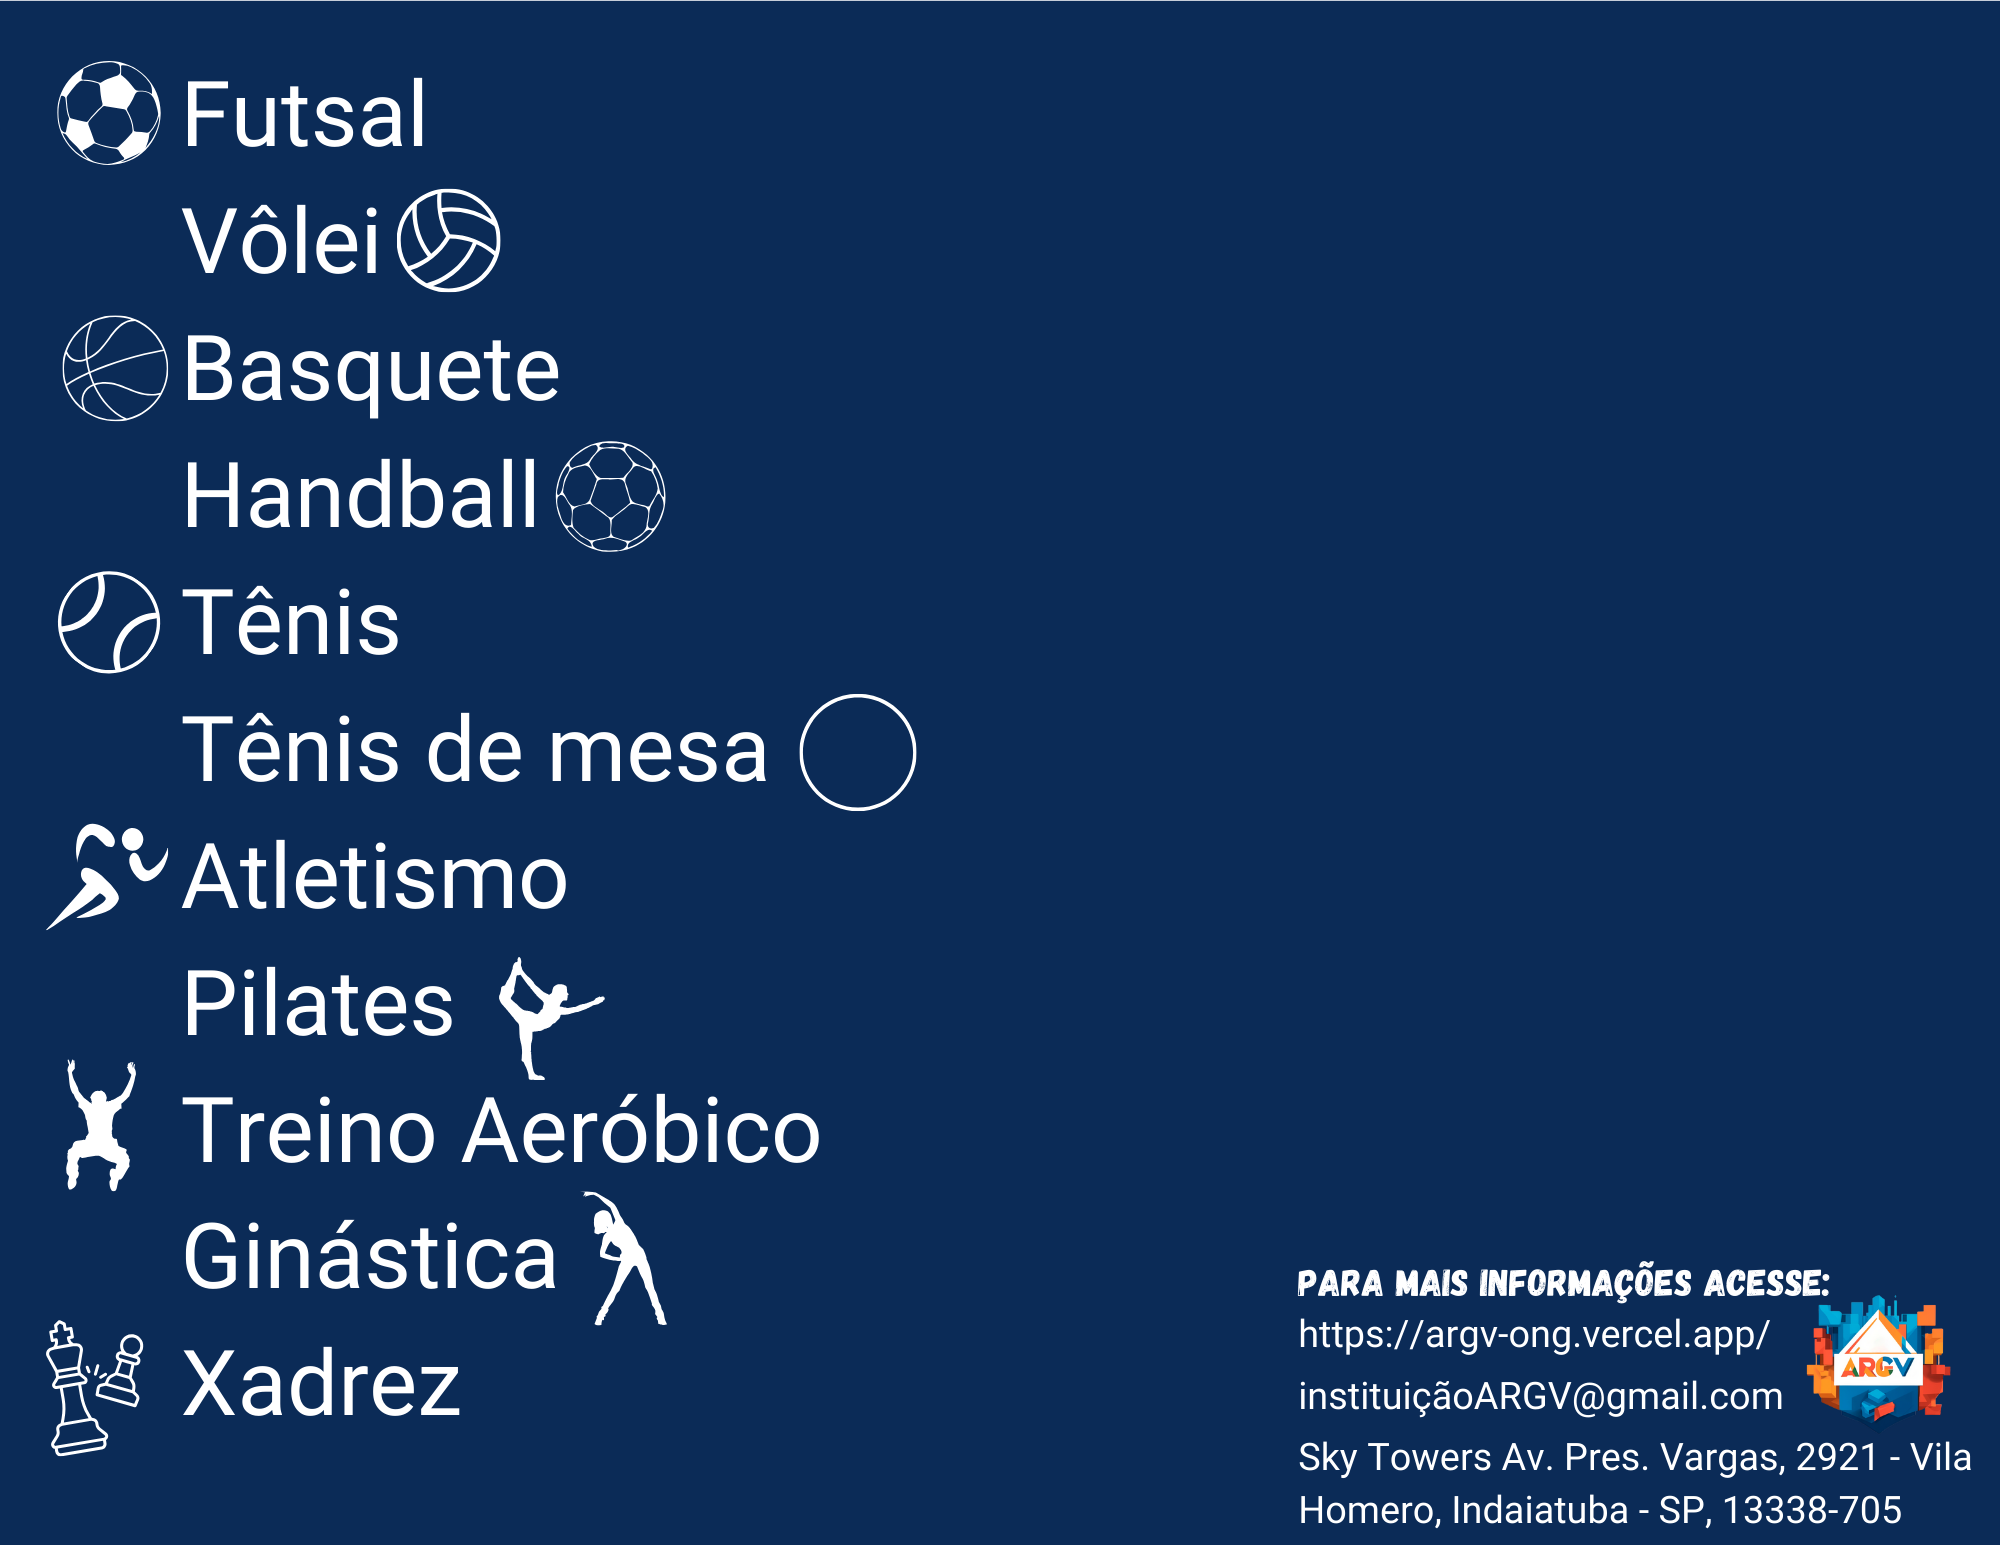 Futsal
Vôlei
Basquete
Handball
Tênis
Tênis de mesa
Atletismo
Pilates
Treino Aeróbico
Ginástica
Xadrez
PARA MAIS INFORMAÇÕES ACESSE:
https://argv-ong.vercel.app/
ARGV
instituiçãoARGV@gmail.com
Sky Towers Av. Pres. Vargas, 2921 - Vila
Homero, Indaiatuba - SP, 13338-705